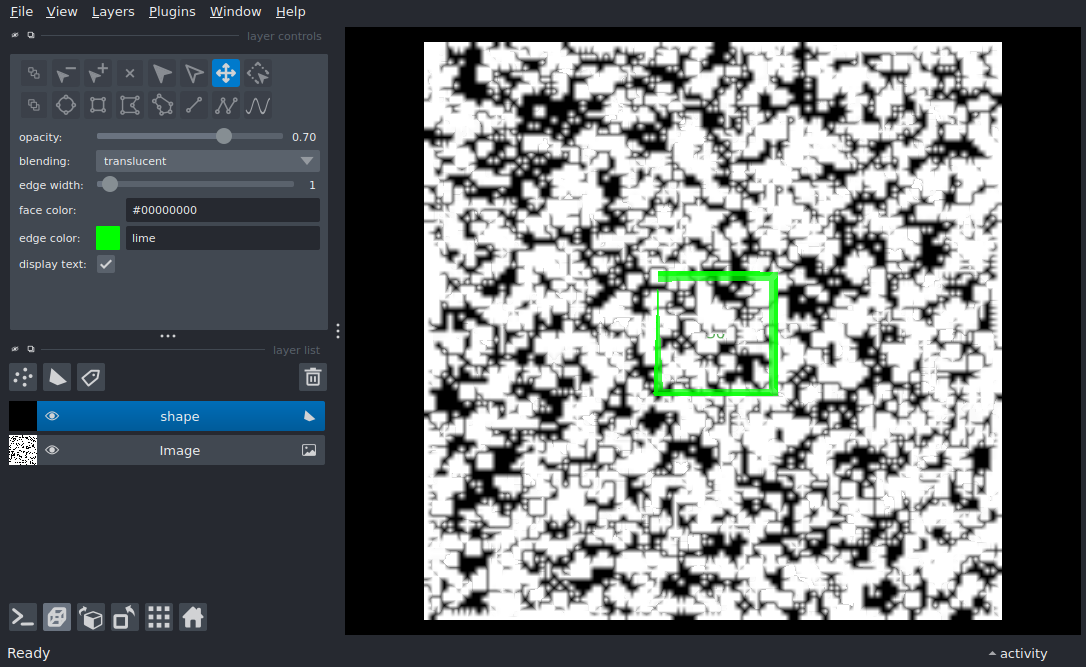 File View Layers Plugins Window Help
layer controls
opacity: 0.70
blending: translucent
edge width: 1
face color: #00000000
edge color: lime
display text:
layer list
shape
Image
Ready
activity